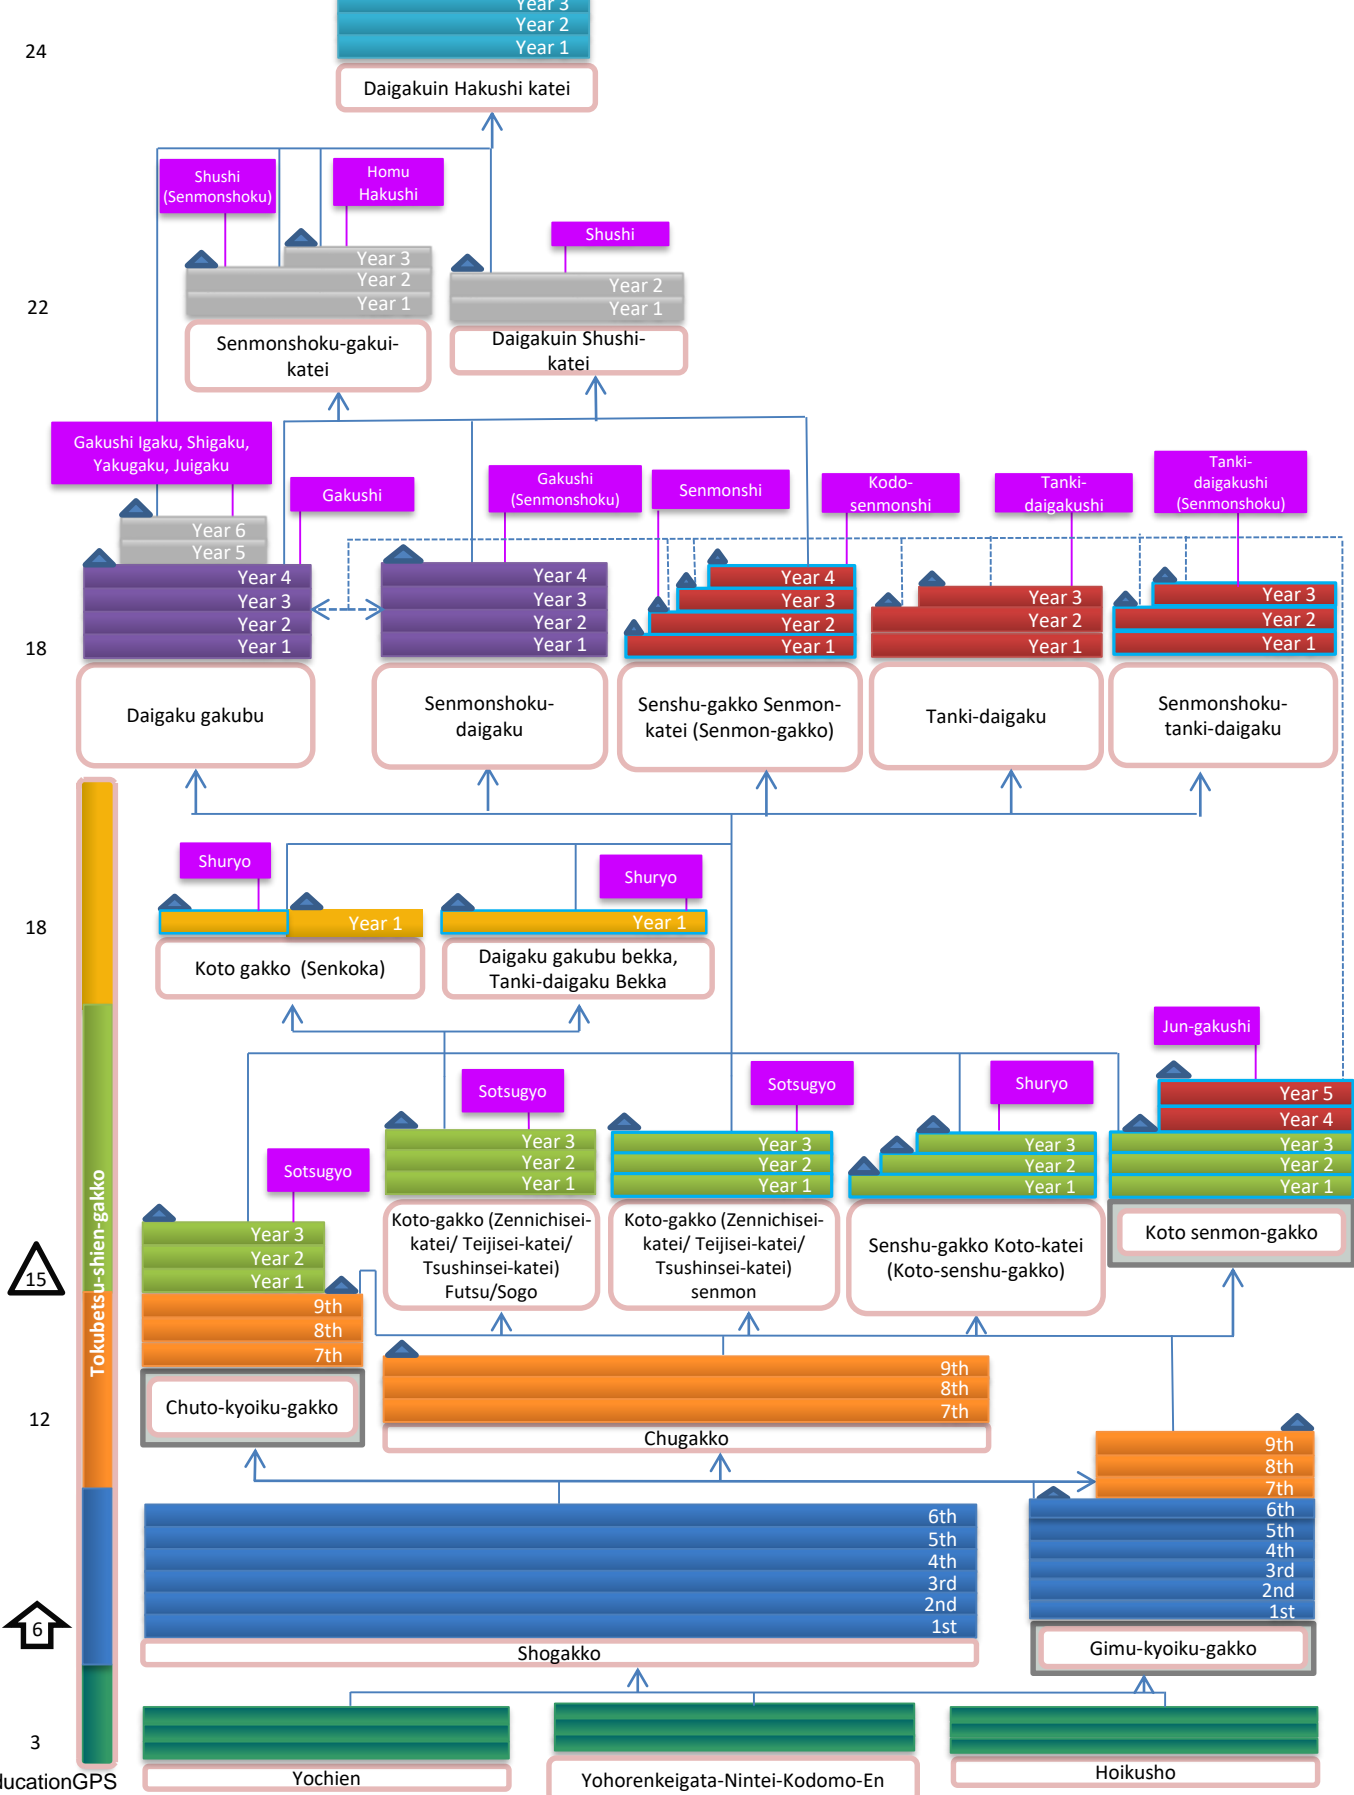 Year 3
Year 2
Year 1
24
Daigakuin Hakushi katei
Shushi
(Senmonshoku)
Homu
Hakushi
Shushi
Year 3
Year 2
Year 1
Year 2
Year 1
22
Senmonshoku-gakui-
katei
Daigakuin Shushi-
katei
Gakushi Igaku, Shigaku,
Yakugaku, Juigaku
Gakushi
Gakushi
(Senmonshoku)
Senmonshi
Kodo-
senmonshi
Tanki-
daigakushi
Tanki-
daigakushi
(Senmonshoku)
Year 6
Year 5
Year 4
Year 3
Year 2
Year 1
Year 4
Year 3
Year 2
Year 1
Year 4
Year 3
Year 2
Year 1
Year 3
Year 2
Year 1
Year 3
Year 2
Year 1
18
Daigaku gakubu
Senmonshoku-
daigaku
Senshu-gakko Senmon-
katei (Senmon-gakko)
Tanki-daigaku
Senmonshoku-
tanki-daigaku
Shuryo
Shuryo
Year 1
Year 1
18
Koto gakko (Senkoka)
Daigaku gakubu bekka,
Tanki-daigaku Bekka
Jun-gakushi
Sotsugyo
Sotsugyo
Shuryo
Year 5
Year 4
Year 3
Year 2
Year 1
Year 3
Year 2
Year 1
Year 3
Year 2
Year 1
Year 3
Year 2
Year 1
Sotsugyo
Tokubetsu-shien-gakko
Koto-gakko (Zennichisei-
katei/ Teijisei-katei/
Tsushinsei-katei)
Futsu/Sogo
Koto-gakko (Zennichisei-
katei/ Teijisei-katei/
Tsushinsei-katei)
senmon
Senshu-gakko Koto-katei
(Koto-senshu-gakko)
Koto senmon-gakko
Year 3
Year 2
Year 1
15
9th
8th
7th
Chuto-kyoiku-gakko
9th
8th
7th
12
Chugakko
9th
8th
7th
6th
5th
4th
3rd
2nd
1st
6th
5th
4th
3rd
2nd
1st
6
Shogakko
Gimu-kyoiku-gakko
3
ducationGPS
Yochien
Yohorenkeigata-Nintei-Kodomo-En
Hoikusho